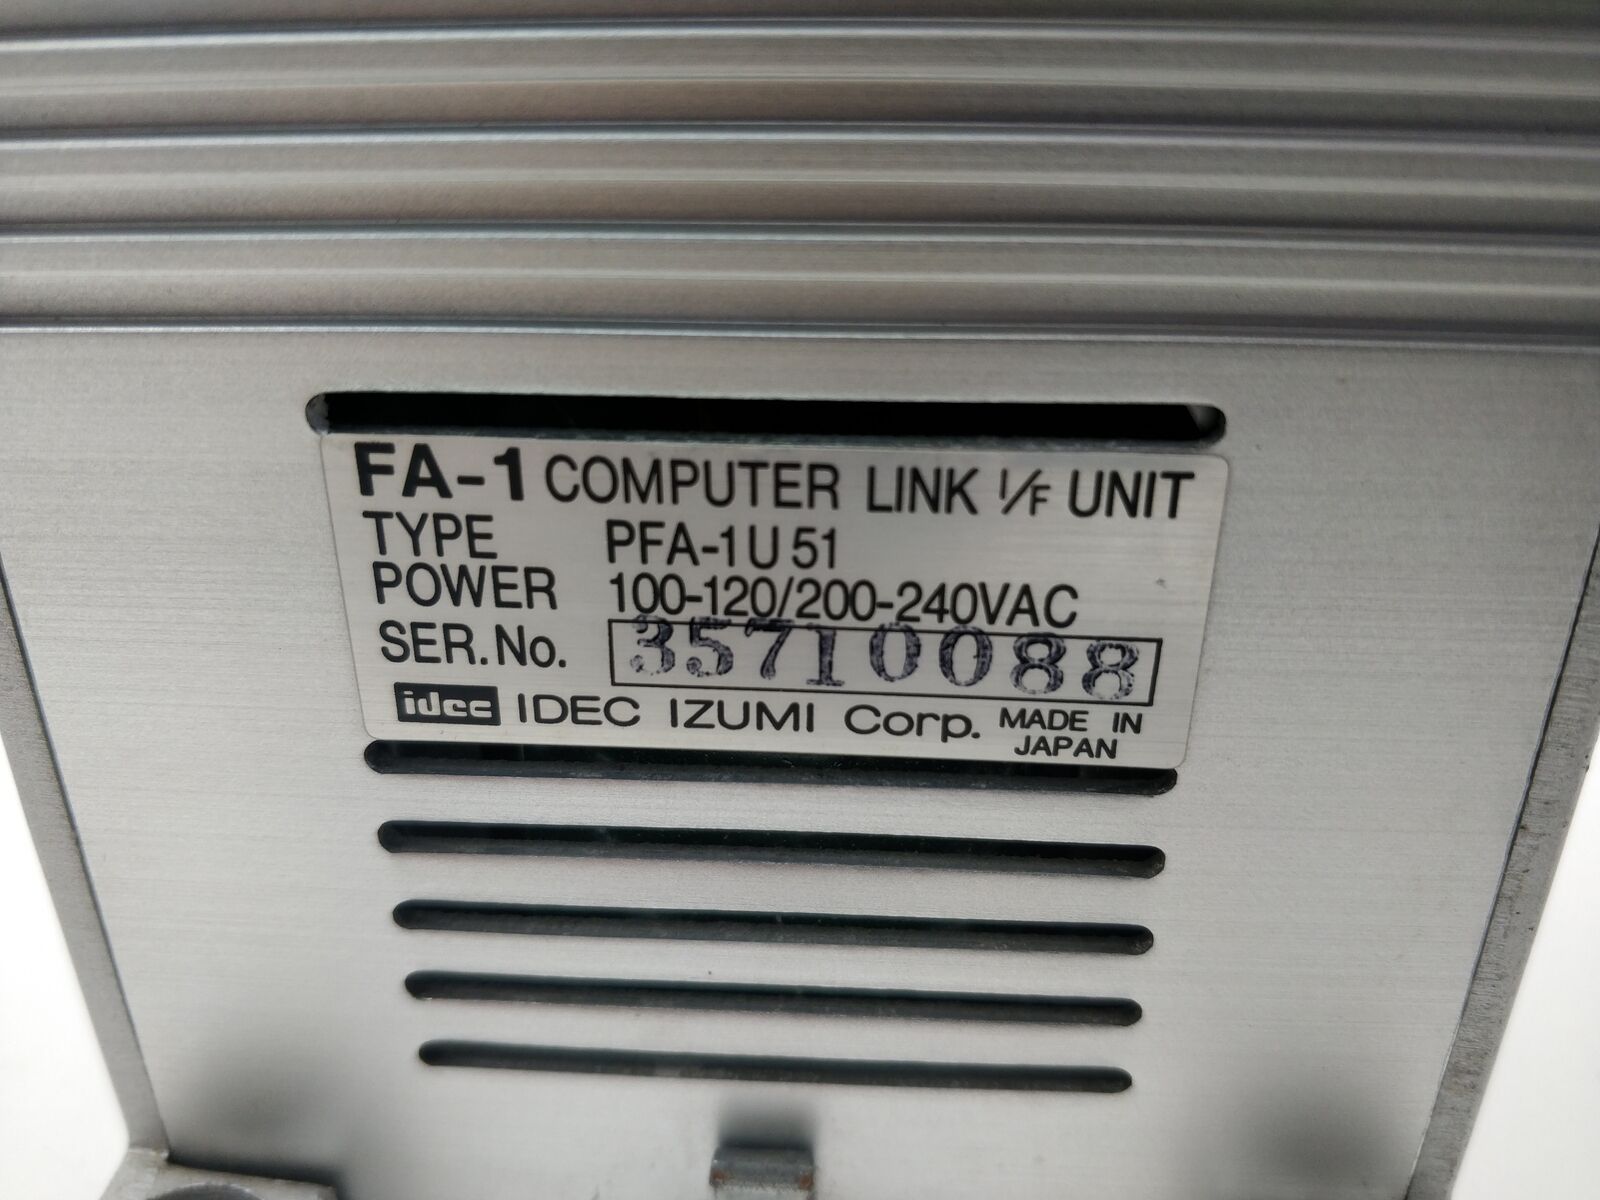 FA-1 COMPUTER LINK I/F UNIT
TYPE PFA-1U51
POWER 100-120/200-240VAC
SER.No. 35710088
idec IDEC IZUMI Corp. MADE IN
JAPAN